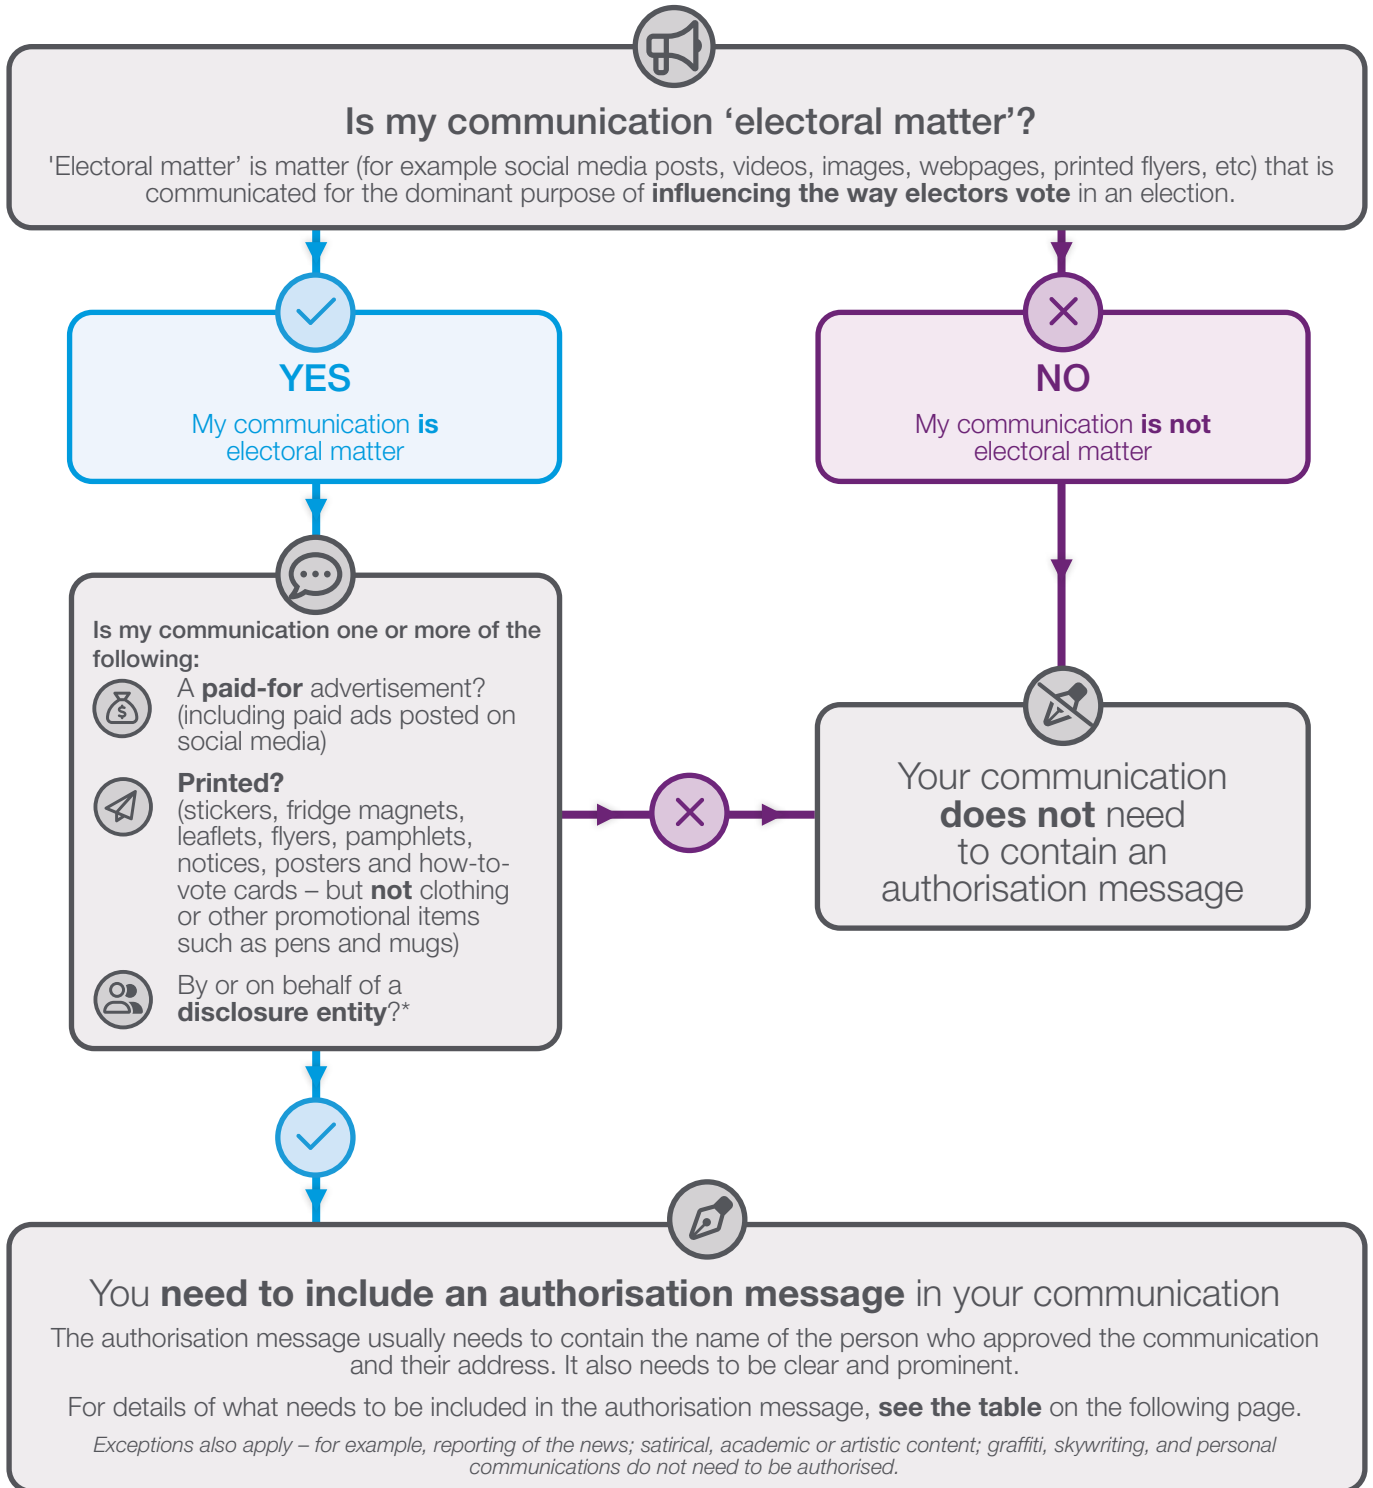 Is my communication ‘electoral matter’?
'Electoral matter’ is matter (for example social media posts, videos, images, webpages, printed flyers, etc) that is
communicated for the dominant purpose of influencing the way electors vote in an election.
YES
My communication is
electoral matter
NO
My communication is not
electoral matter
Is my communication one or more of the
following:
A paid-for advertisement?
(including paid ads posted on
social media)
Printed?
(stickers, fridge magnets,
leaflets, flyers, pamphlets,
notices, posters and how-to-
vote cards – but not clothing
or other promotional items
such as pens and mugs)
By or on behalf of a
disclosure entity?*
Your communication
does not need
to contain an
authorisation message
You need to include an authorisation message in your communication
The authorisation message usually needs to contain the name of the person who approved the communication
and their address. It also needs to be clear and prominent.
For details of what needs to be included in the authorisation message, see the table on the following page.
Exceptions also apply – for example, reporting of the news; satirical, academic or artistic content; graffiti, skywriting, and personal
communications do not need to be authorised.